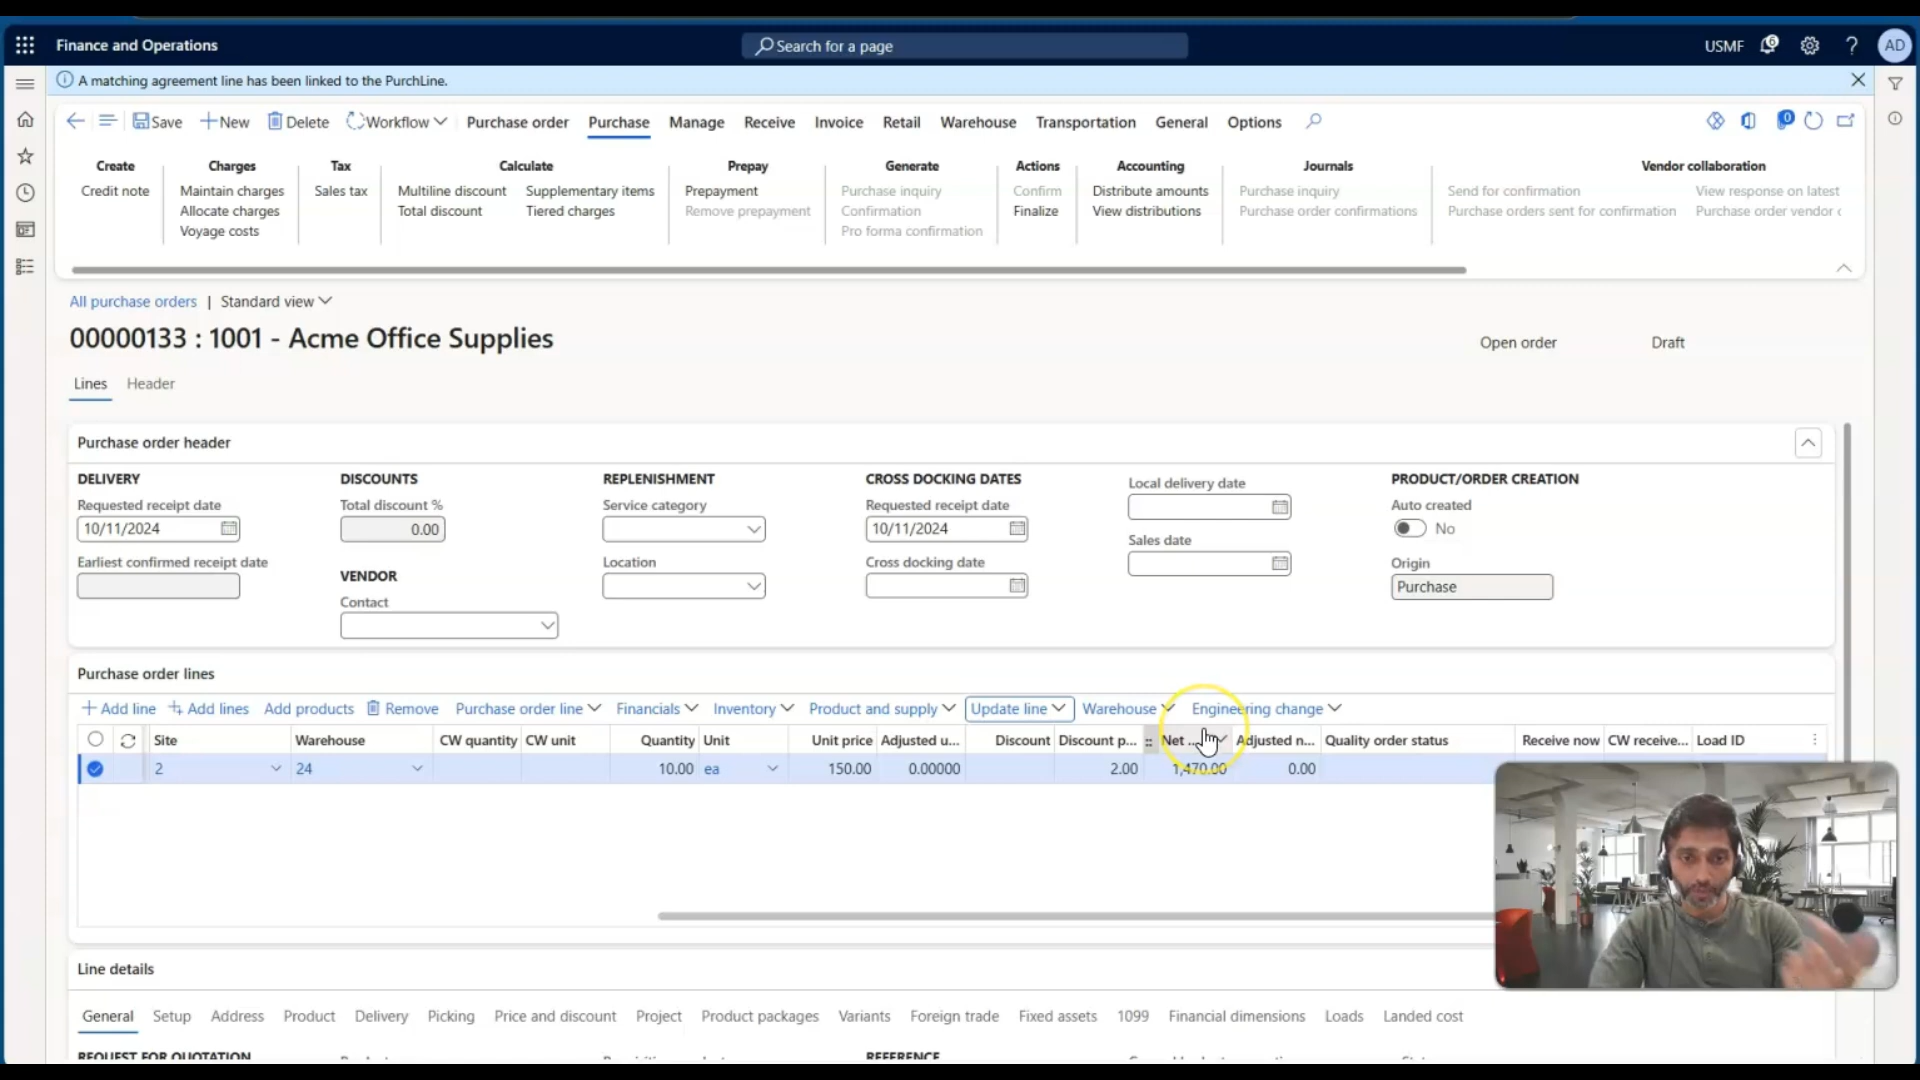 Finance and Operations
Search for a page
USMF
6
?
AD
A matching agreement line has been linked to the PurchLine.
Save
New
Delete
Workflow
Purchase order
Purchase
Manage
Receive
Invoice
Retail
Warehouse
Transportation
General
Options
0
Create
Charges
Tax
Calculate
Prepay
Generate
Actions
Accounting
Journals
Vendor collaboration
Credit note
Maintain charges
Sales tax
Multiline discount
Supplementary items
Prepayment
Purchase inquiry
Confirm
Distribute amounts
Purchase inquiry
Send for confirmation
View response on latest
Allocate charges
Total discount
Tiered charges
Remove prepayment
Confirmation
Finalize
View distributions
Purchase order confirmations
Purchase orders sent for confirmation
Purchase order vendor c
Voyage costs
Pro forma confirmation
All purchase orders | Standard view
00000133 : 1001 - Acme Office Supplies
Open order
Draft
Lines
Header
Purchase order header
DELIVERY
Requested receipt date
10/11/2024
Earliest confirmed receipt date
DISCOUNTS
Total discount %
0.00
VENDOR
Contact
REPLENISHMENT
Service category
Location
CROSS DOCKING DATES
Requested receipt date
10/11/2024
Cross docking date
Local delivery date
Sales date
PRODUCT/ORDER CREATION
Auto created
No
Origin
Purchase
Purchase order lines
Add line
Add lines
Add products
Remove
Purchase order line
Financials
Inventory
Product and supply
Update line
Warehouse
Engineering change
Site
Warehouse
CW quantity
CW unit
Quantity
Unit
Unit price
Adjusted u...
Discount
Discount p...
Net ...
Adjusted n...
Quality order status
Receive now
CW receive...
Load ID
2
24
10.00
ea
150.00
0.00000
2.00
1,470.00
0.00
Line details
General
Setup
Address
Product
Delivery
Picking
Price and discount
Project
Product packages
Variants
Foreign trade
Fixed assets
1099
Financial dimensions
Loads
Landed cost
REQUEST FOR QUOTATION
REFERENCE